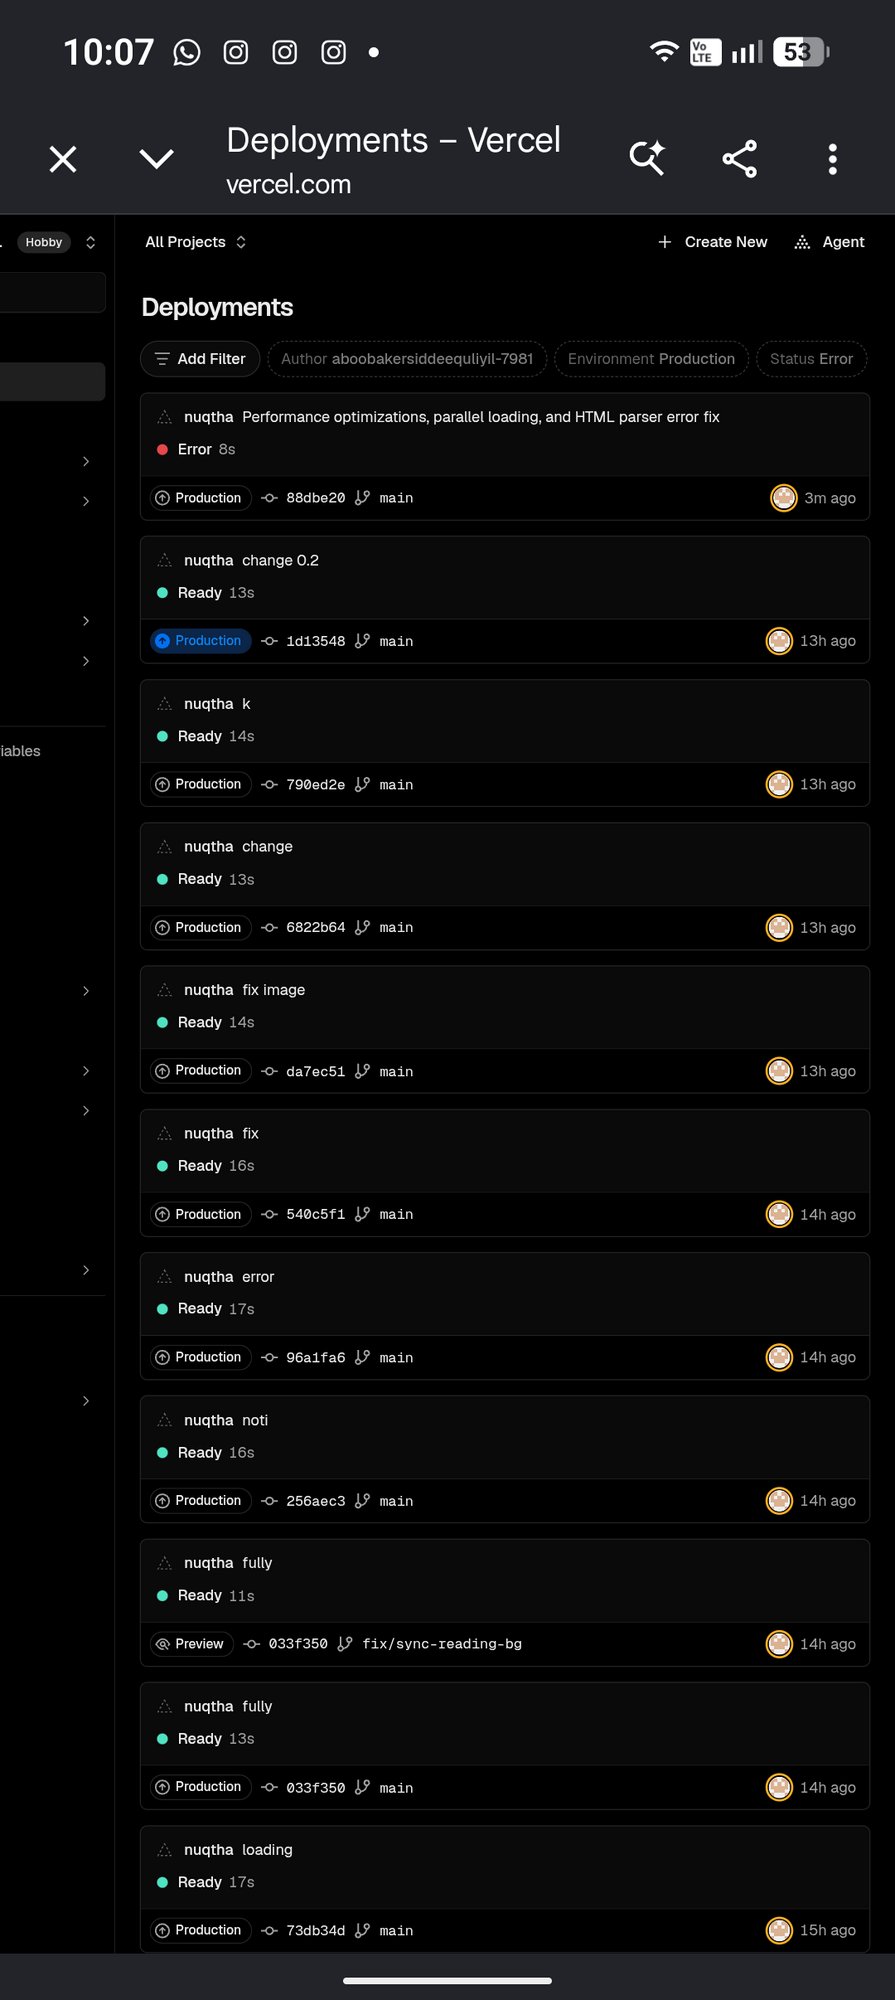 10:07
Vo LTE
53
Deployments – Vercel
vercel.com
Hobby
All Projects
Create New
Agent
Deployments
Add Filter
Author aboobakersiddeequliyil-7981
Environment Production
Status Error
nuqtha Performance optimizations, parallel loading, and HTML parser error fix
Error 8s
Production 88dbe20 main 3m ago
nuqtha change 0.2
Ready 13s
Production 1d13548 main 13h ago
nuqtha k
Ready 14s
iables
Production 790ed2e main 13h ago
nuqtha change
Ready 13s
Production 6822b64 main 13h ago
nuqtha fix image
Ready 14s
Production da7ec51 main 13h ago
nuqtha fix
Ready 16s
Production 540c5f1 main 14h ago
nuqtha error
Ready 17s
Production 96a1fa6 main 14h ago
nuqtha noti
Ready 16s
Production 256aec3 main 14h ago
nuqtha fully
Ready 11s
Preview 033f350 fix/sync-reading-bg 14h ago
nuqtha fully
Ready 13s
Production 033f350 main 14h ago
nuqtha loading
Ready 17s
Production 73db34d main 15h ago